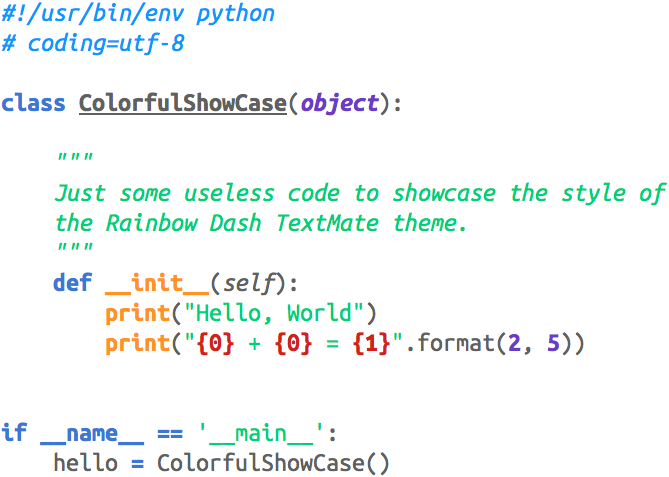 #!/usr/bin/env python
# coding=utf-8
class ColorfulShowCase(object):
    """
    Just some useless code to showcase the style of
    the Rainbow Dash TextMate theme.
    """
    def __init__(self):
        print("Hello, World")
        print("{0} + {0} = {1}".format(2, 5))
if __name__ == '__main__':
    hello = ColorfulShowCase()